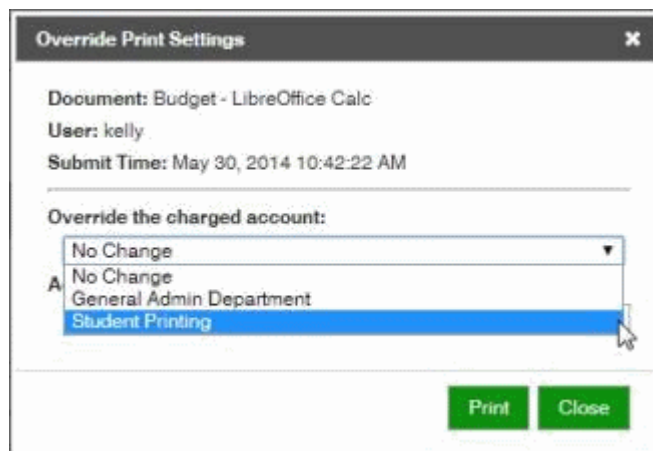 Override Print Settings
Document: Budget - LibreOffice Calc
User: kelly
Submit Time: May 30, 2014 10:42:22 AM
Override the charged account:
No Change
No Change
General Admin Department
Student Printing
Print Close